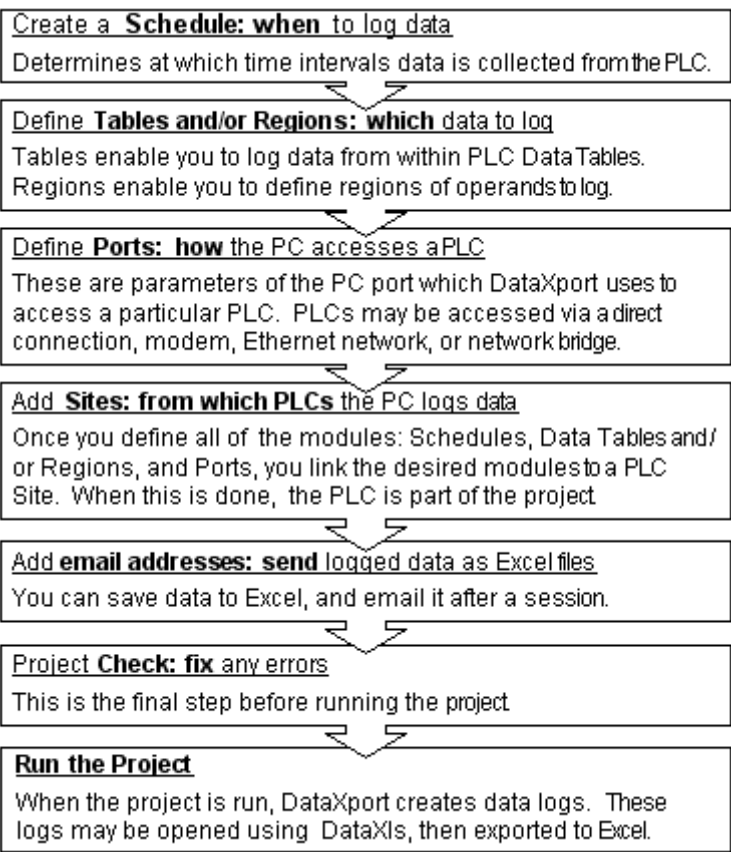 Create a Schedule: when to log data
Determines at which time intervals data is collected from the PLC.
Define Tables and/or Regions: which data to log
Tables enable you to log data from within PLC Data Tables.
Regions enable you to define regions of operands to log.
Define Ports: how the PC accesses a PLC
These are parameters of the PC port which DataXport uses to
access a particular PLC. PLCs may be accessed via a direct
connection, modem, Ethernet network, or network bridge.
Add Sites: from which PLCs the PC logs data
Once you define all of the modules: Schedules, Data Tables and/
or Regions, and Ports, you link the desired modules to a PLC
Site. When this is done, the PLC is part of the project.
Add email addresses: send logged data as Excel files
You can save data to Excel, and email it after a session.
Project Check: fix any errors
This is the final step before running the project.
Run the Project
When the project is run, DataXport creates data logs. These
logs may be opened using DataXls, then exported to Excel.